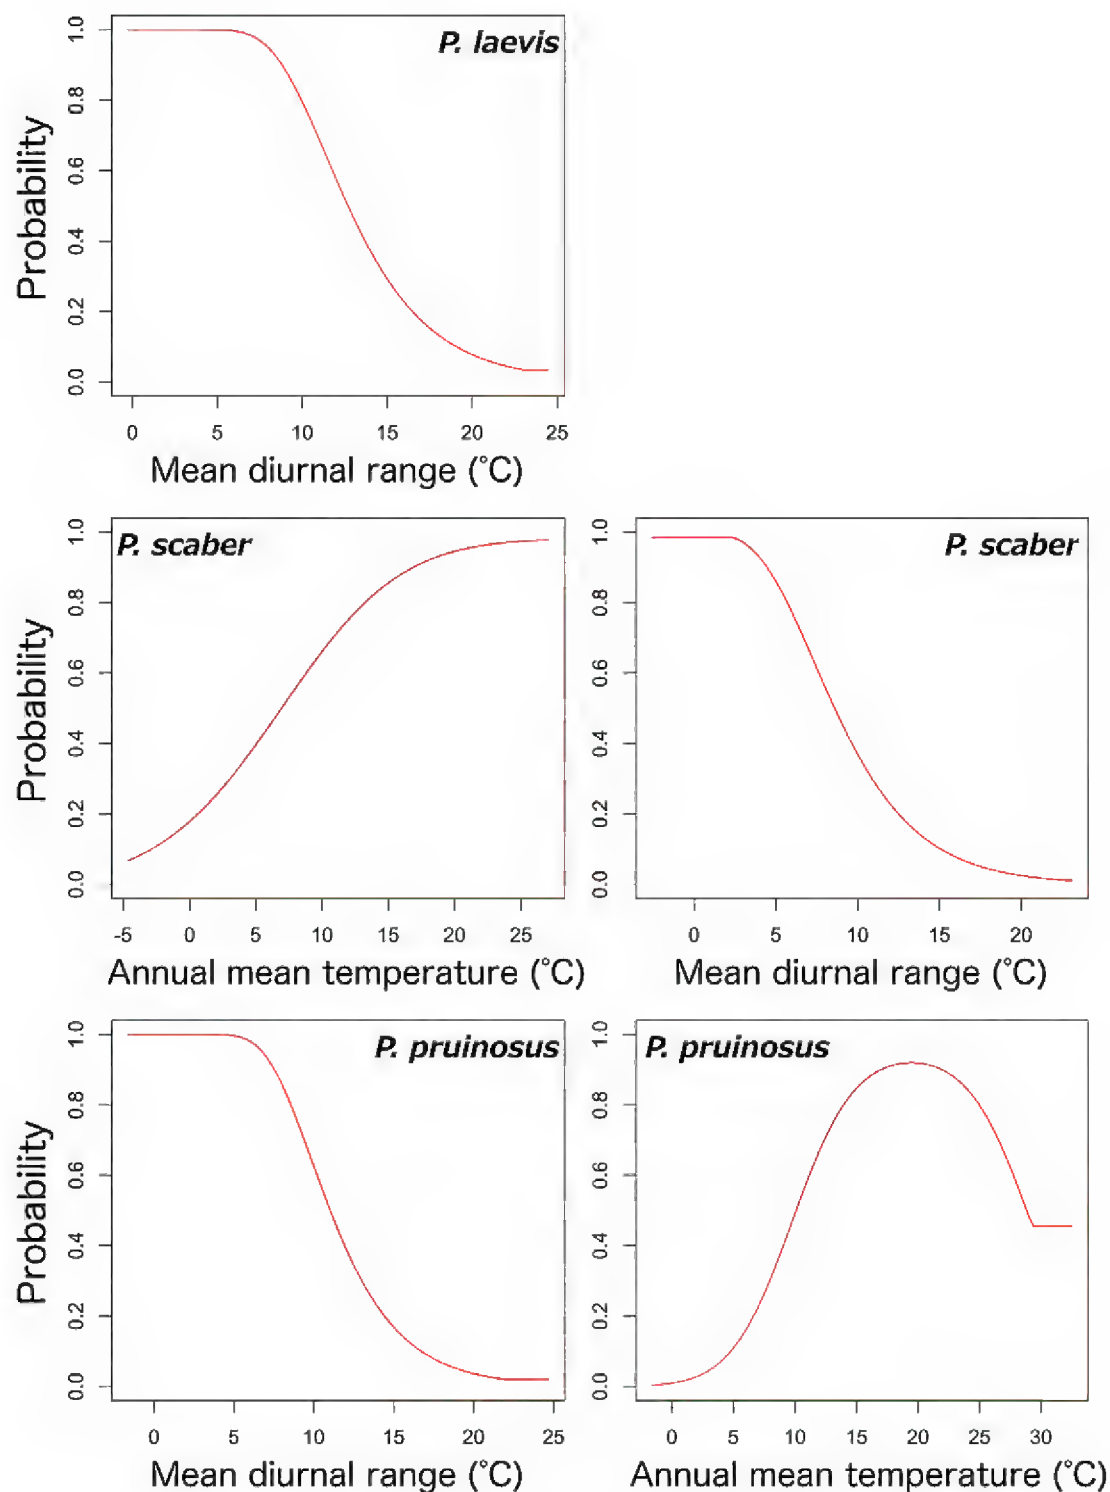 P. laevis
Probability
1.0
0.8
0.6
0.4
0.2
0.0
0 5 10 15 20 25
Mean diurnal range (°C)
P. scaber
Probability
1.0
0.8
0.6
0.4
0.2
0.0
-5 0 5 10 15 20 25
Annual mean temperature (°C)
P. scaber
1.0
0.8
0.6
0.4
0.2
0.0
0 5 10 15 20
Mean diurnal range (°C)
P. pruinosus
Probability
1.0
0.8
0.6
0.4
0.2
0.0
0 5 10 15 20 25
Mean diurnal range (°C)
P. pruinosus
1.0
0.8
0.6
0.4
0.2
0.0
0 5 10 15 20 25 30
Annual mean temperature (°C)